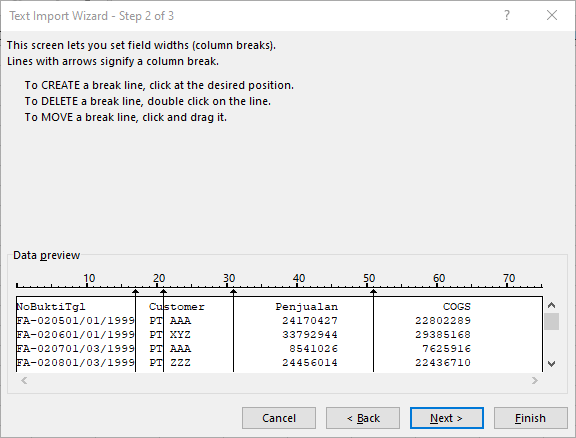 Text Import Wizard - Step 2 of 3 ?
This screen lets you set field widths (column breaks).
Lines with arrows signify a column break.
To CREATE a break line, click at the desired position.
To DELETE a break line, double click on the line.
To MOVE a break line, click and drag it.
Data preview
10 20 30 40 50 60 70
NoBuktiTgl Customer Penjualan COGS
FA-020501/01/1999 PT AAA 24170427 22802289
FA-020601/01/1999 PT XYZ 33792944 29385168
FA-020701/03/1999 PT AAA 8541026 7625916
FA-020801/03/1999 PT ZZZ 24456014 22436710
Cancel < Back Next > Finish